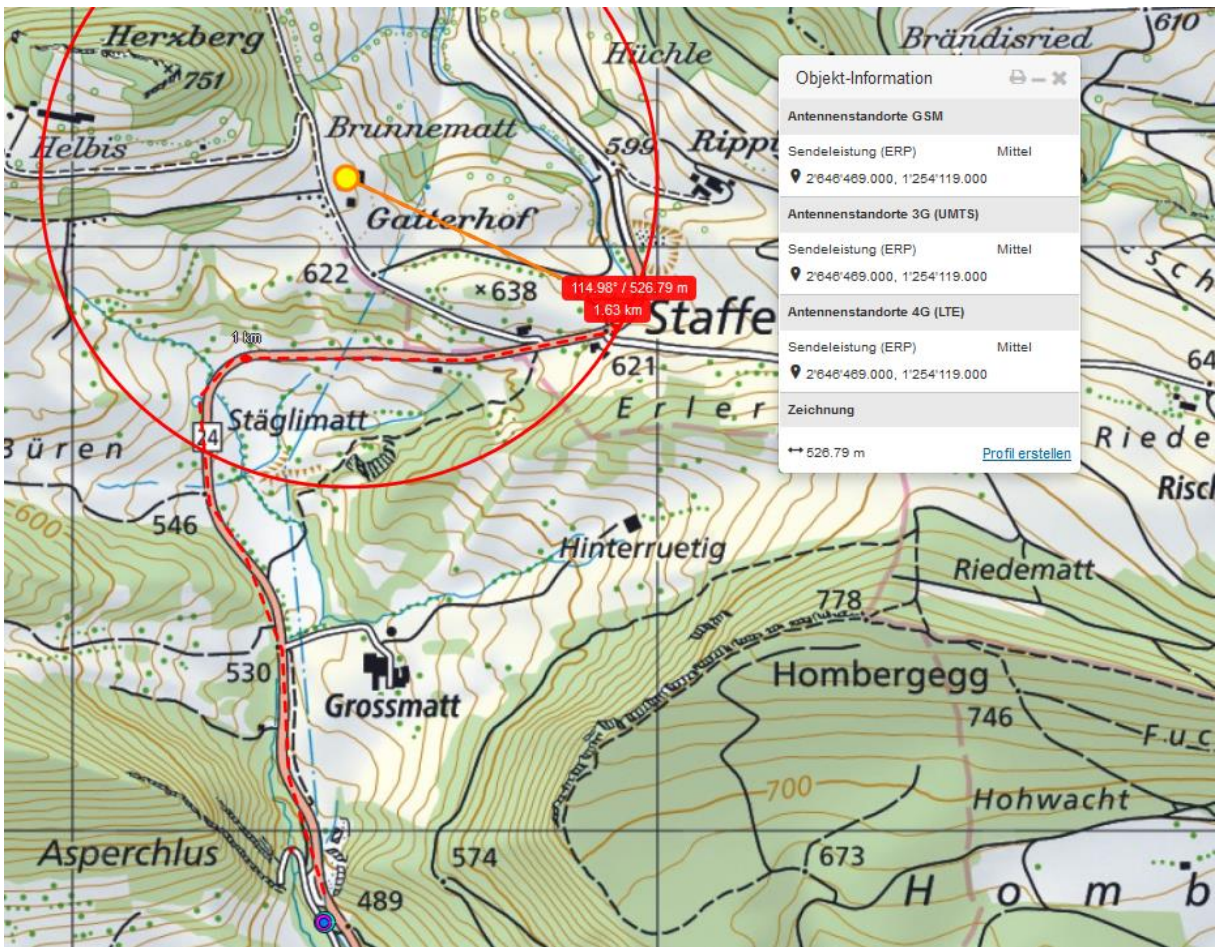 Herzberg
751
Helbis
Brunnematt
Gatterhof
Hüchle
Brändisried
610
599
622
638
114.98° / 526.79 m
1.63 km
1 km
621
Stäglimatt
24
Büren
600
546
530
Grossmatt
Hinterruetig
Erler
Riede
64
Riedematt
778
Hombergegg
746
700
Hohwacht
673
574
Asperchlus
489
Homb
Objekt-Information
Antennenstandorte GSM
Sendeleistung (ERP) Mittel
2'646'469.000, 1'254'119.000
Antennenstandorte 3G (UMTS)
Sendeleistung (ERP) Mittel
2'646'469.000, 1'254'119.000
Antennenstandorte 4G (LTE)
Sendeleistung (ERP) Mittel
2'646'469.000, 1'254'119.000
Zeichnung
526.79 m Profil erstellen